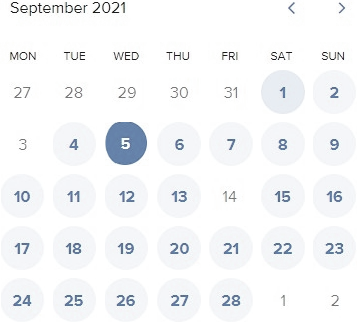 September 2021
MON TUE WED THU FRI SAT SUN
27 28 29 30 31 1 2
3 4 5 6 7 8 9
10 11 12 13 14 15 16
17 18 19 20 21 22 23
24 25 26 27 28 1 2